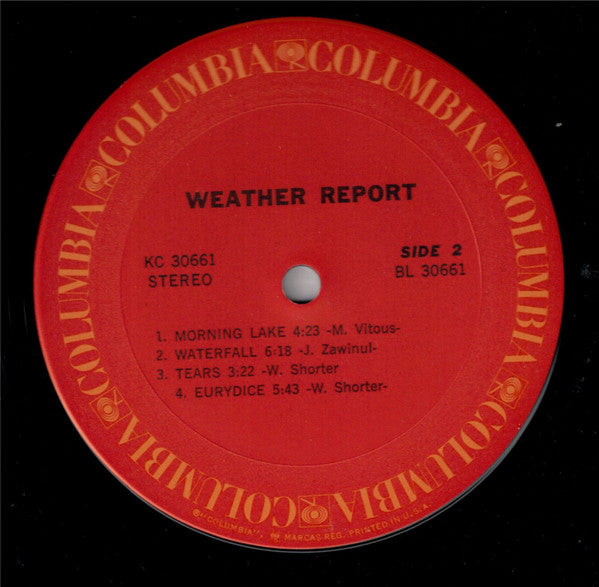 COLUMBIA COLUMBIA COLUMBIA COLUMBIA COLUMBIA COLUMBIA COLUMBIA COLUMBIA
WEATHER REPORT
KC 30661
STEREO
SIDE 2
BL 30661
1. MORNING LAKE 4:23 -M. Vitous-
2. WATERFALL 6:18 -J. Zawinul-
3. TEARS 3:22 -W. Shorter
4. EURYDICE 5:43 -W. Shorter-
℗"COLUMBIA", MARCAS REG. PRINTED IN U.S.A.